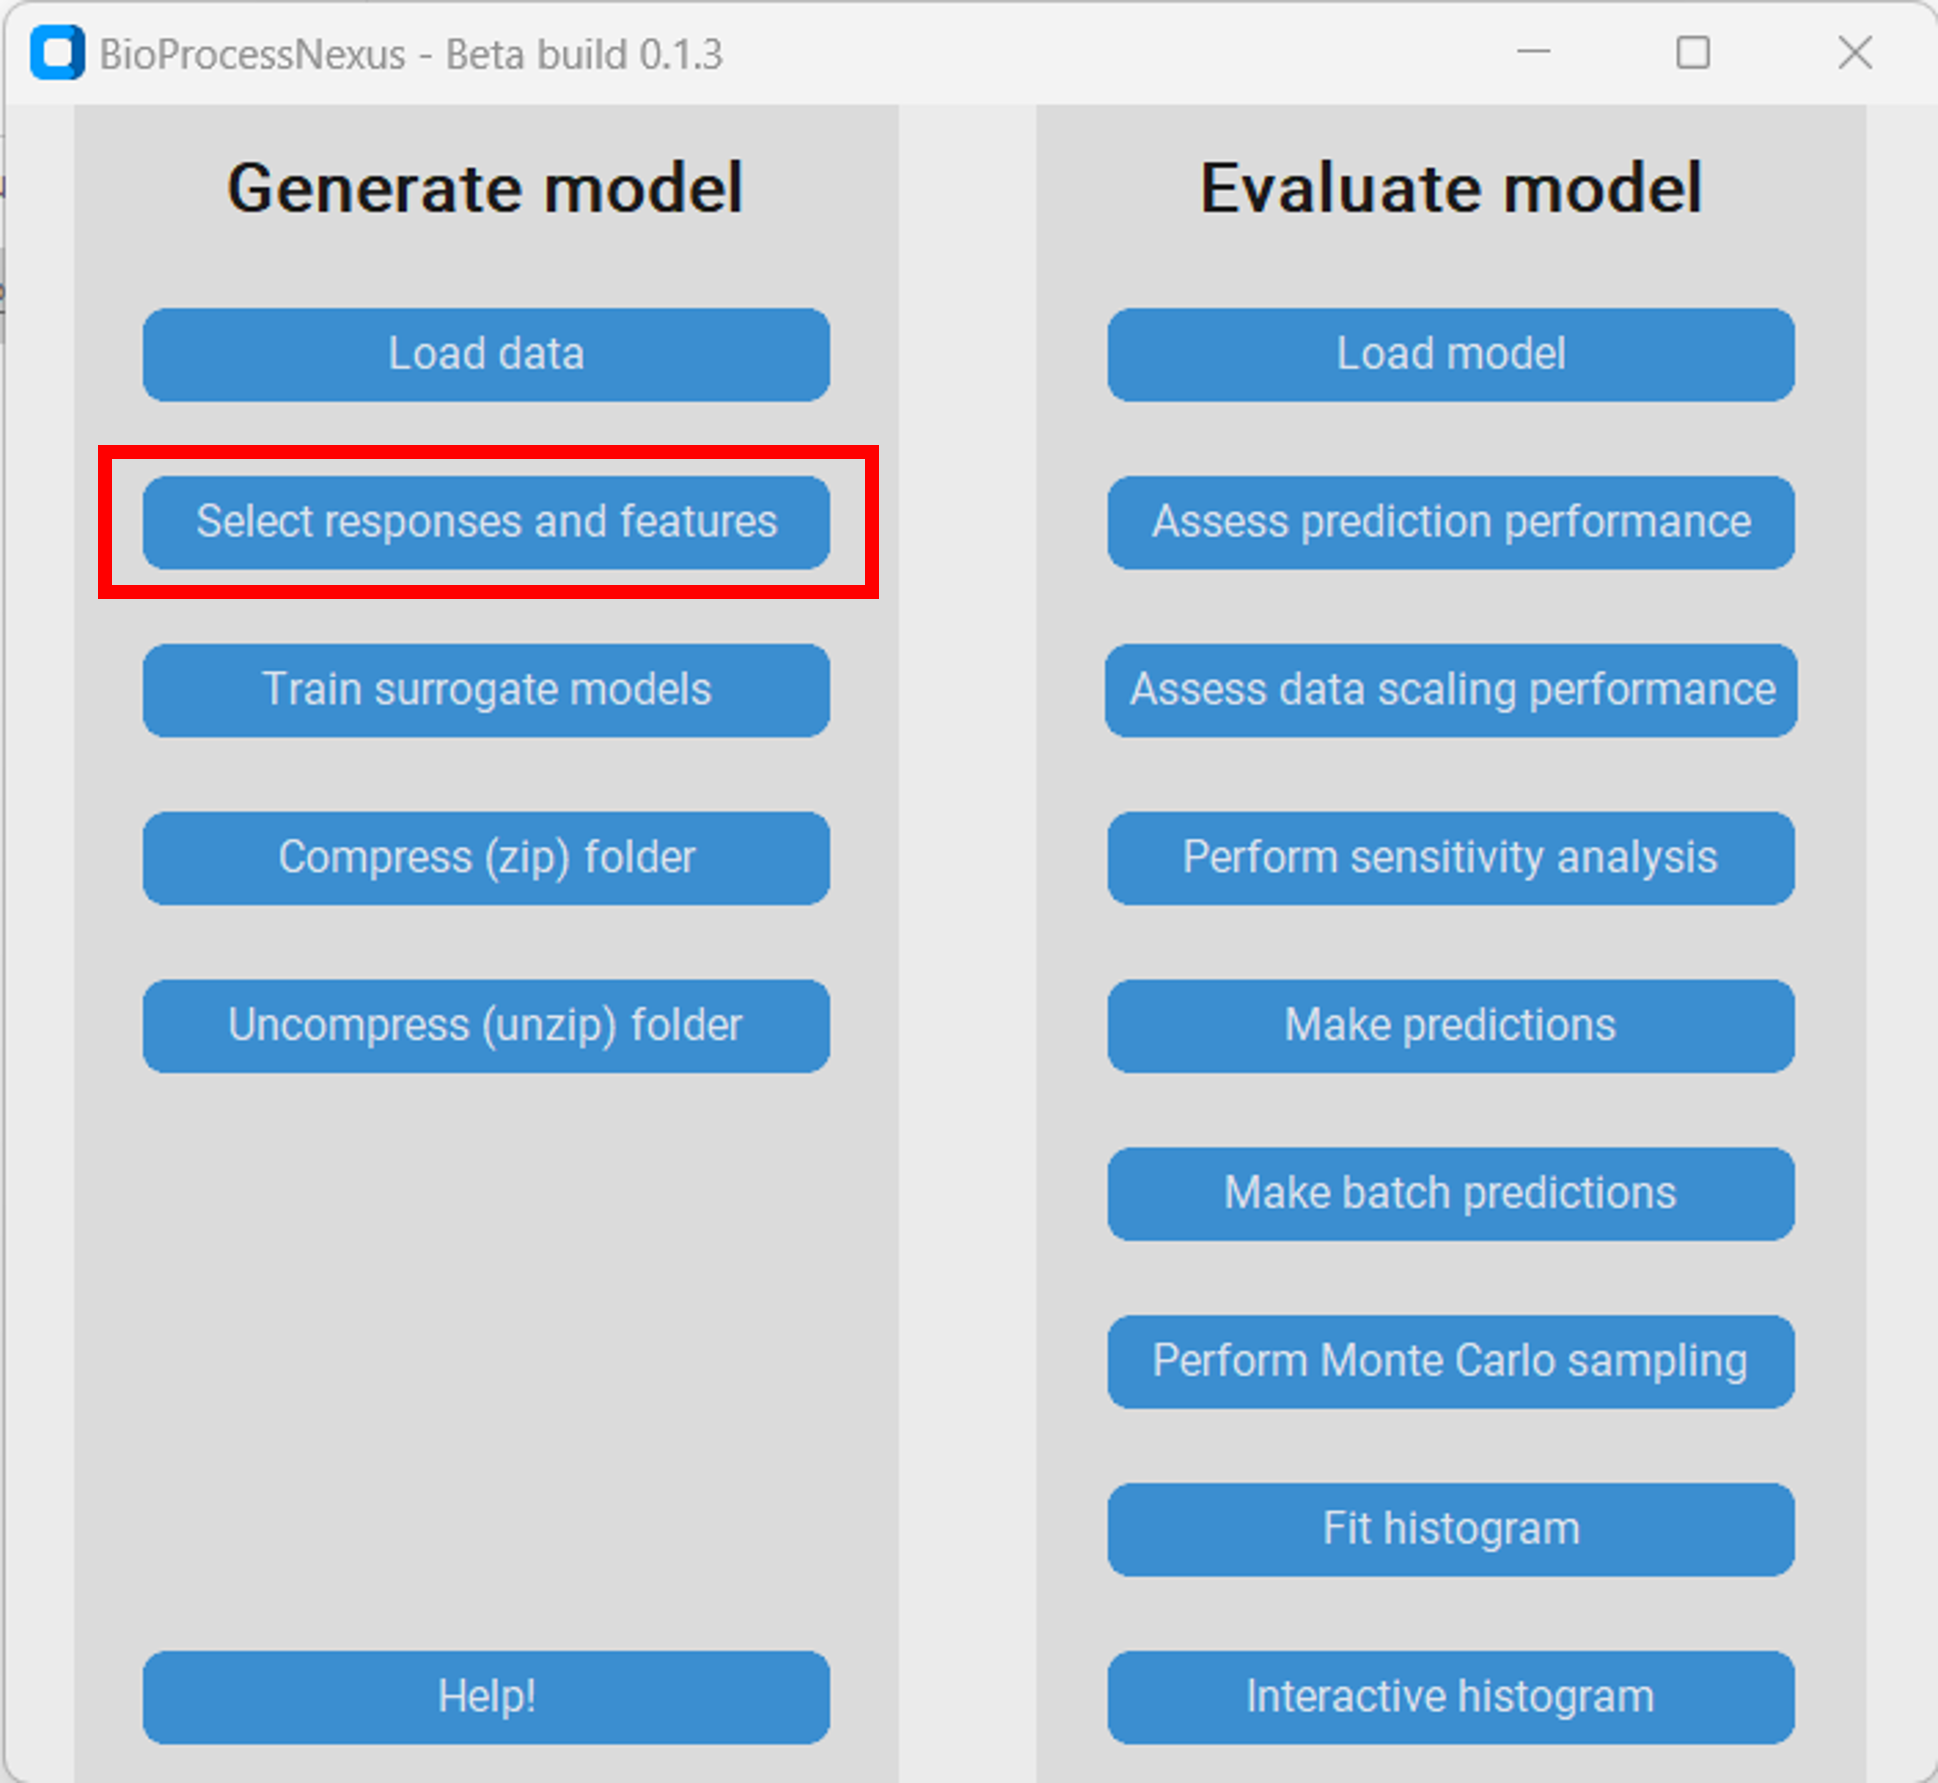 BioProcessNexus - Beta build 0.1.3
Generate model
Load data
Select responses and features
Train surrogate models
Compress (zip) folder
Uncompress (unzip) folder
Help!
Evaluate model
Load model
Assess prediction performance
Assess data scaling performance
Perform sensitivity analysis
Make predictions
Make batch predictions
Perform Monte Carlo sampling
Fit histogram
Interactive histogram